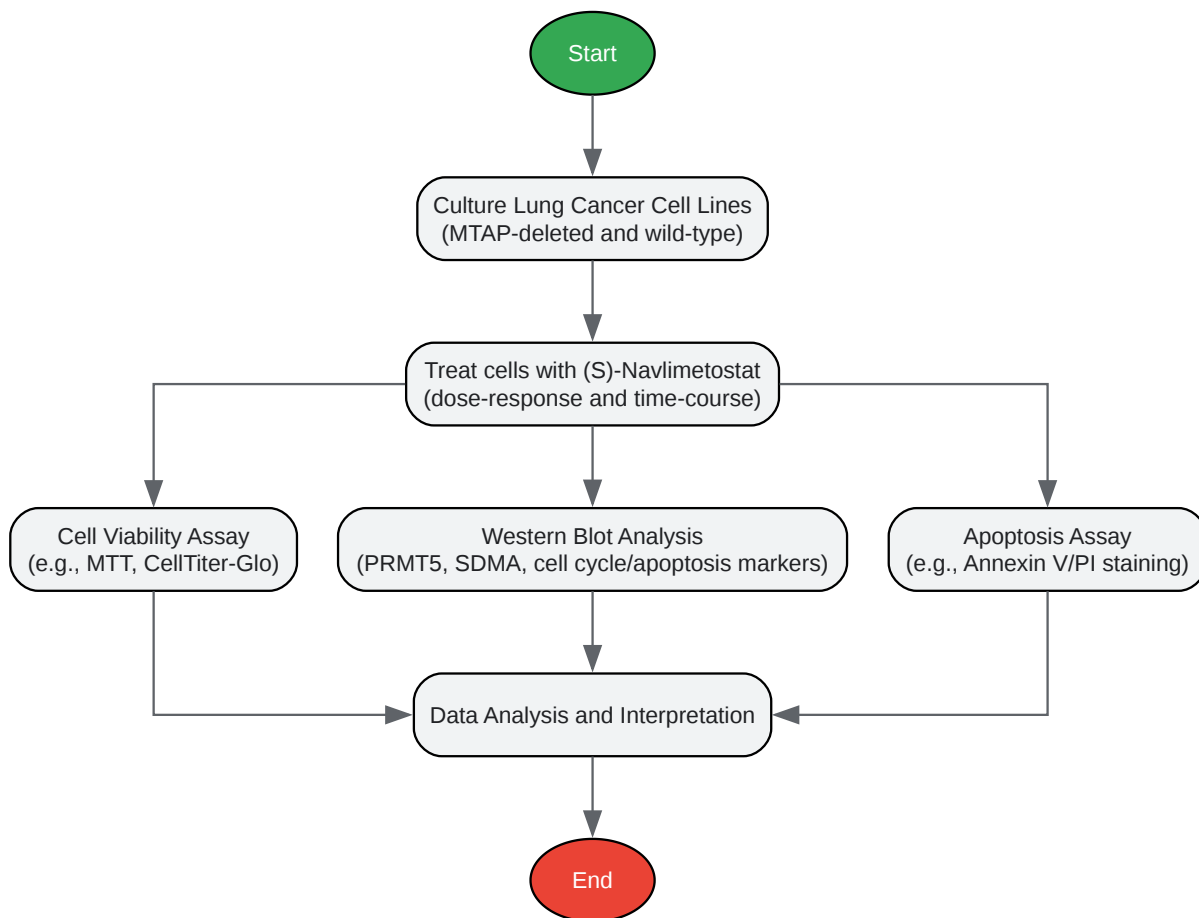 Start
Culture Lung Cancer Cell Lines
(MTAP-deleted and wild-type)
Treat cells with (S)-Navlimetostat
(dose-response and time-course)
Cell Viability Assay
(e.g., MTT, CellTiter-Glo)
Western Blot Analysis
(PRMT5, SDMA, cell cycle/apoptosis markers)
Apoptosis Assay
(e.g., Annexin V/PI staining)
Data Analysis and Interpretation
End